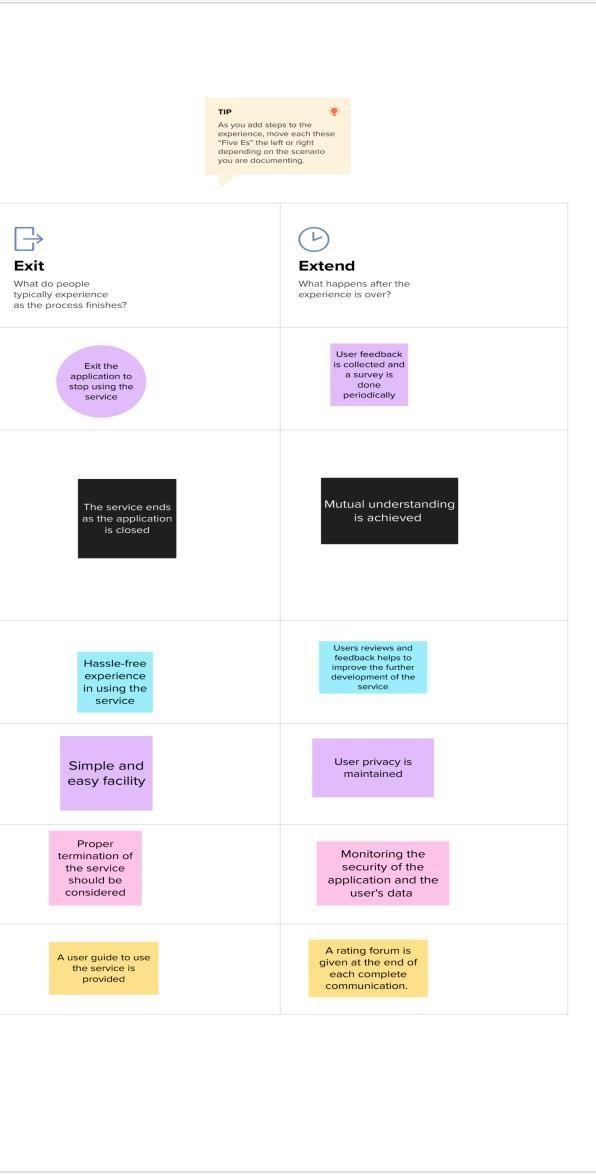 TIP
As you add steps to the
experience, move each these
“Five Es” the left or right
depending on the scenario
you are documenting.
Exit
What do people
typically experience
as the process finishes?
Extend
What happens after the
experience is over?
Exit the
application to
stop using the
service
User feedback
is collected and
a survey is
done
periodically
The service ends
as the application
is closed
Mutual understanding
is achieved
Hassle-free
experience
in using the
service
Users reviews and
feedback helps to
improve the further
development of the
service
Simple and
easy facility
User privacy is
maintained
Proper
termination of
the service
should be
considered
Monitoring the
security of the
application and the
user's data
A user guide to use
the service is
provided
A rating forum is
given at the end of
each complete
communication.